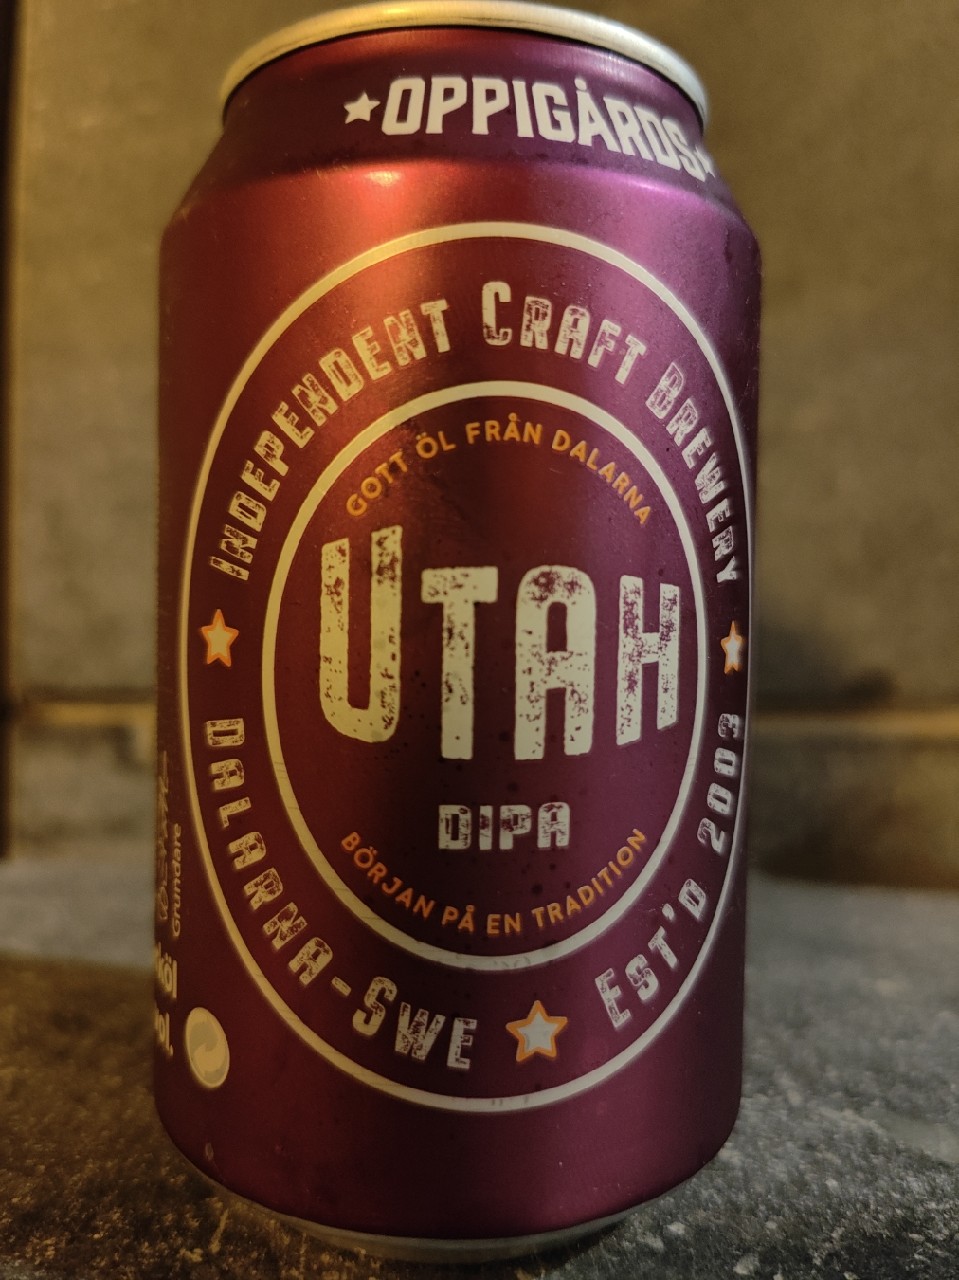 OPPIGÅRDS
INDEPENDENT CRAFT BREWERY
GOTT ÖL FRÅN DALARNA
UTAH
DIPA
BÖRJAN PÅ EN TRADITION
DALARNA-SWE
EST'D 2003
Grundare